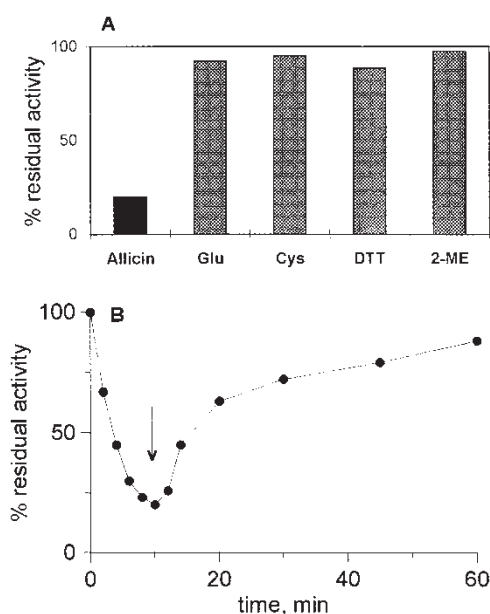 A
% residual activity
100
50
0
Allicin Glu Cys DTT 2-ME
B
% residual activity
100
50
0
0 20 40 60
time, min